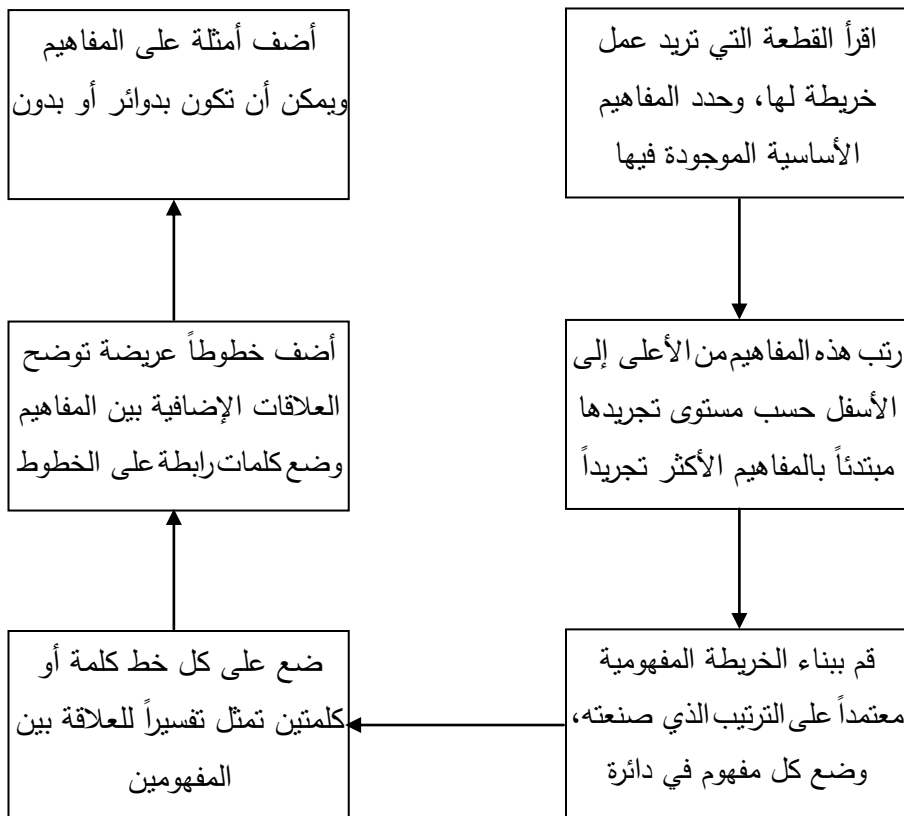 اقرأ القطعة التي تريد عمل
خريطة لها، وحدد المفاهيم
الأساسية الموجودة فيها
رتب هذه المفاهيم من الأعلى إلى
الأسفل حسب مستوى تجريدها
مبتدئاً بالمفاهيم الأكثر تجريداً
قم ببناء الخريطة المفهومية
معتمداً على الترتيب الذي صنعته،
وضع كل مفهوم في دائرة
ضع على كل خط كلمة أو
كلمتين تمثل تفسيراً للعلاقة بين
المفهومين
أضف خطوطاً عريضة توضح
العلاقات الإضافية بين المفاهيم
وضع كلمات رابطة على الخطوط
أضف أمثلة على المفاهيم
ويمكن أن تكون بدوائر أو بدون